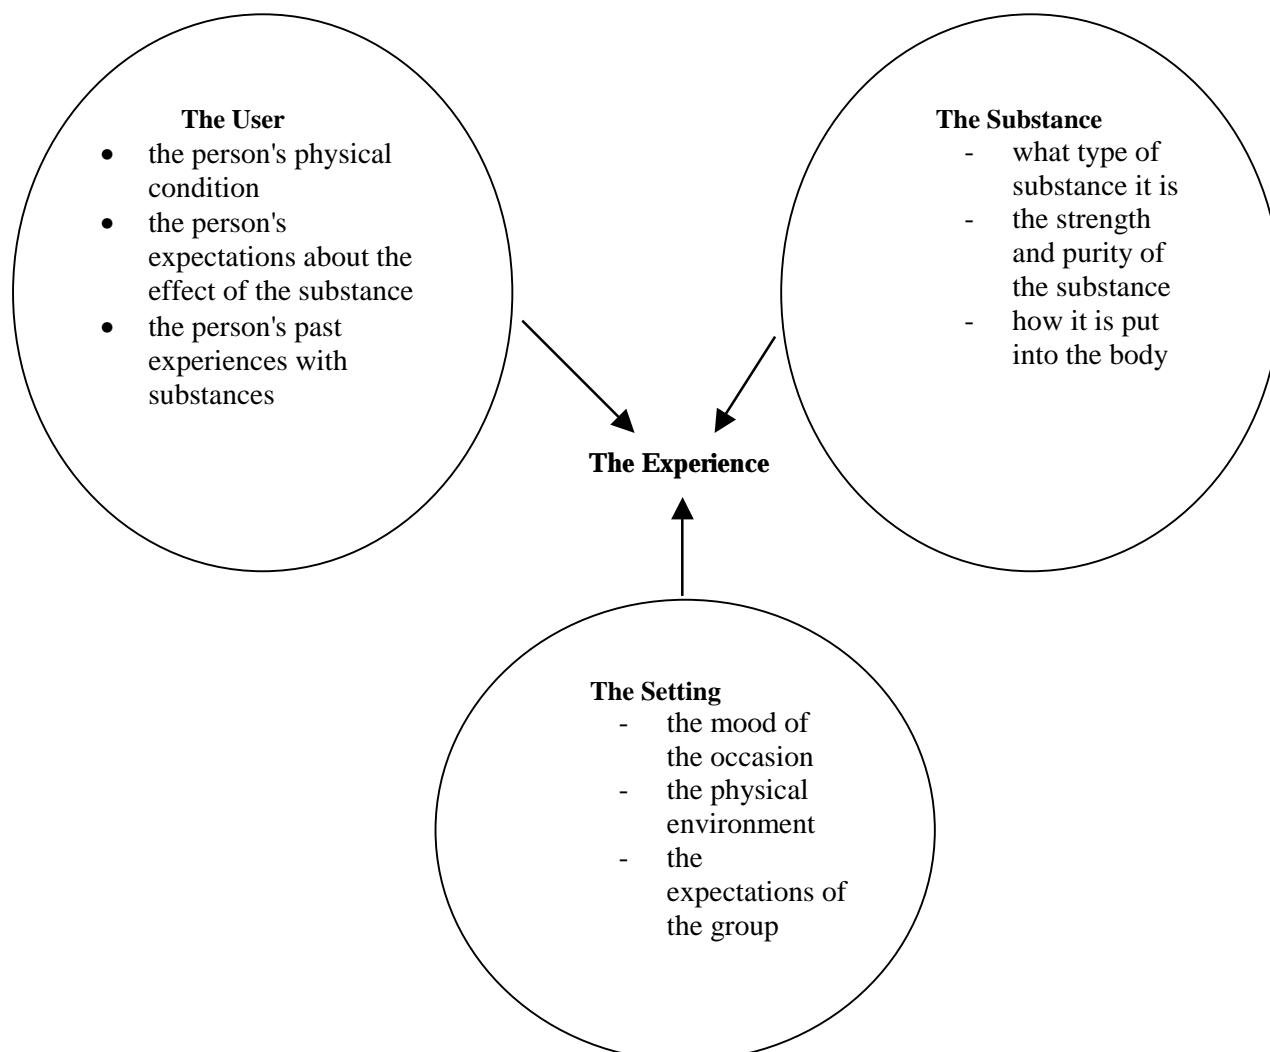 The User
• the person's physical
condition
• the person's
expectations about the
effect of the substance
• the person's past
experiences with
substances
The Substance
- what type of
substance it is
- the strength
and purity of
the substance
- how it is put
into the body
The Experience
The Setting
- the mood of
the occasion
- the physical
environment
- the
expectations of
the group